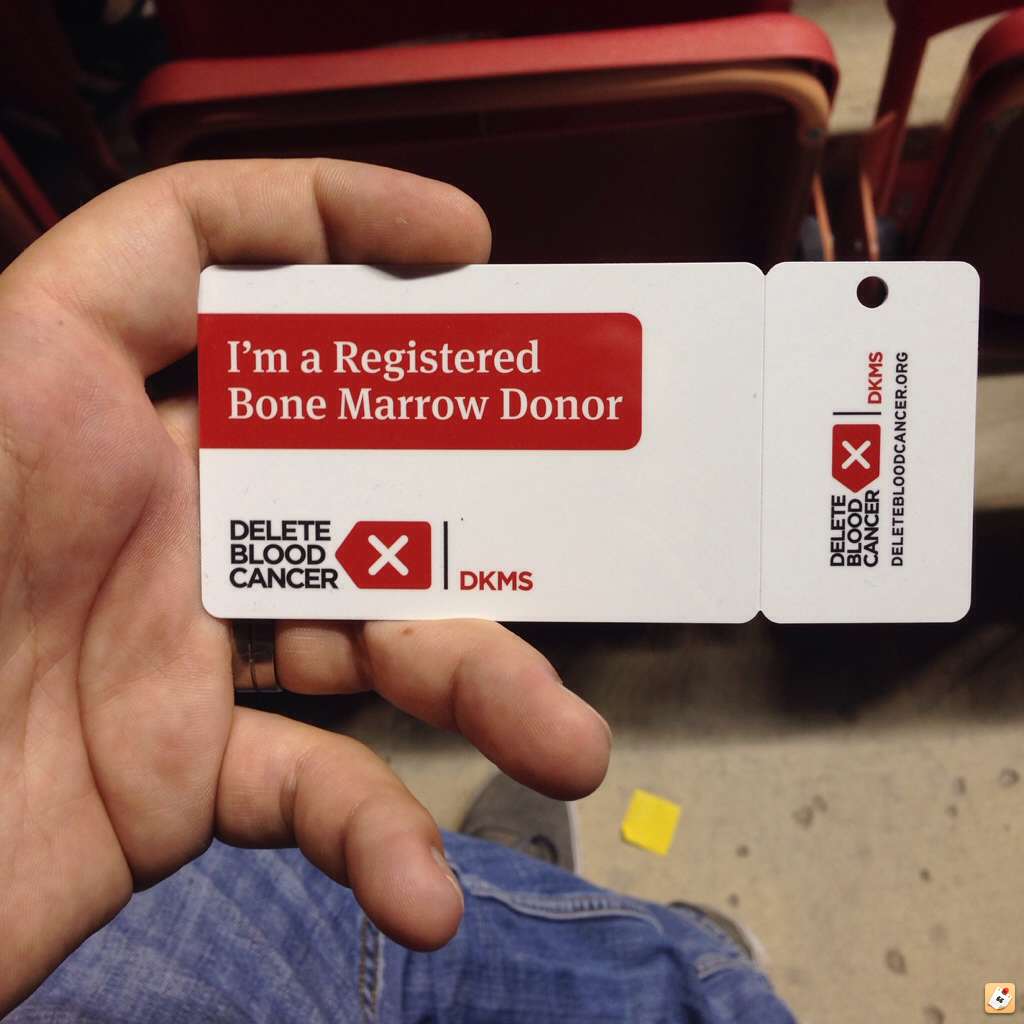 I'm a Registered
Bone Marrow Donor
DELETE
BLOOD
CANCER
DKMS
DELETE
BLOOD
CANCER
DKMS
DELETEBLOODCANCER.ORG